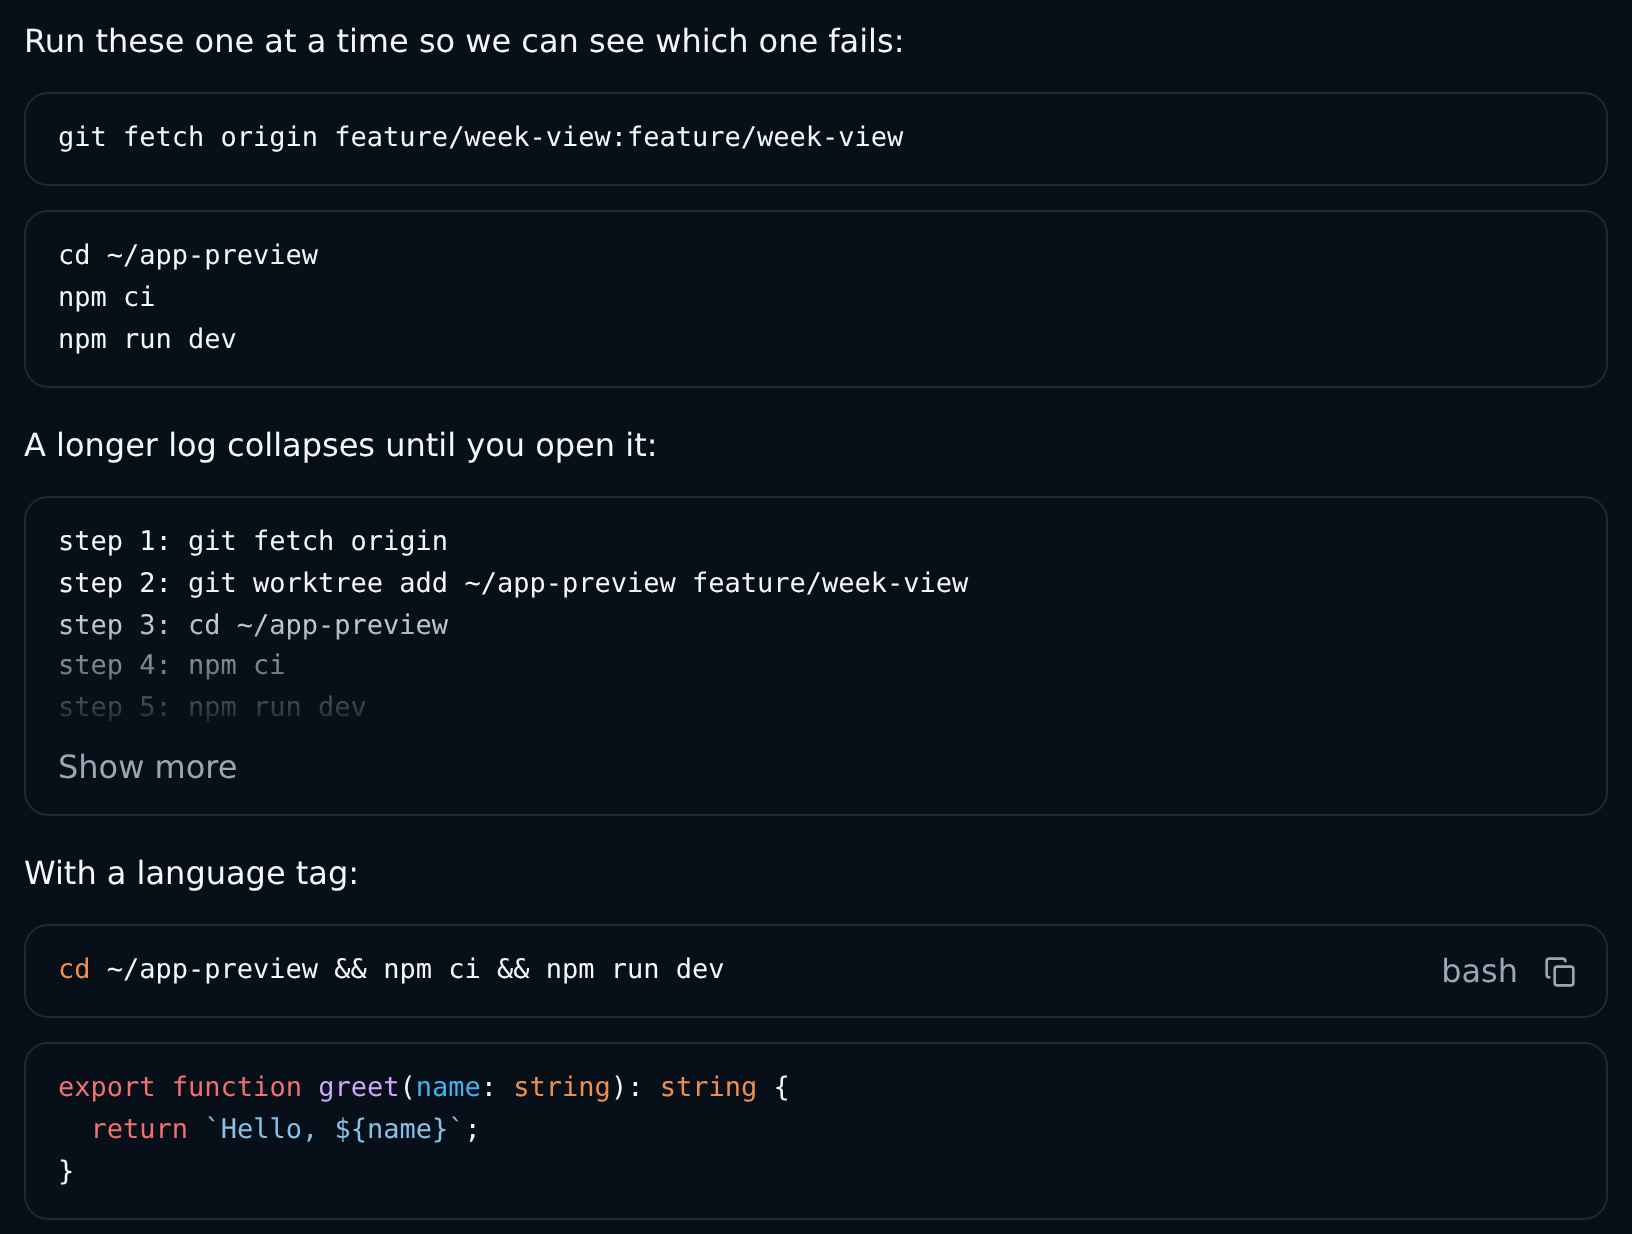 Run these one at a time so we can see which one fails:
git fetch origin feature/week-view:feature/week-view
cd ~/app-preview
npm ci
npm run dev
A longer log collapses until you open it:
step 1: git fetch origin
step 2: git worktree add ~/app-preview feature/week-view
step 3: cd ~/app-preview
step 4: npm ci
step 5: npm run dev
Show more
With a language tag:
cd ~/app-preview && npm ci && npm run dev
bash
export function greet(name: string): string {
  return `Hello, ${name}`;
}